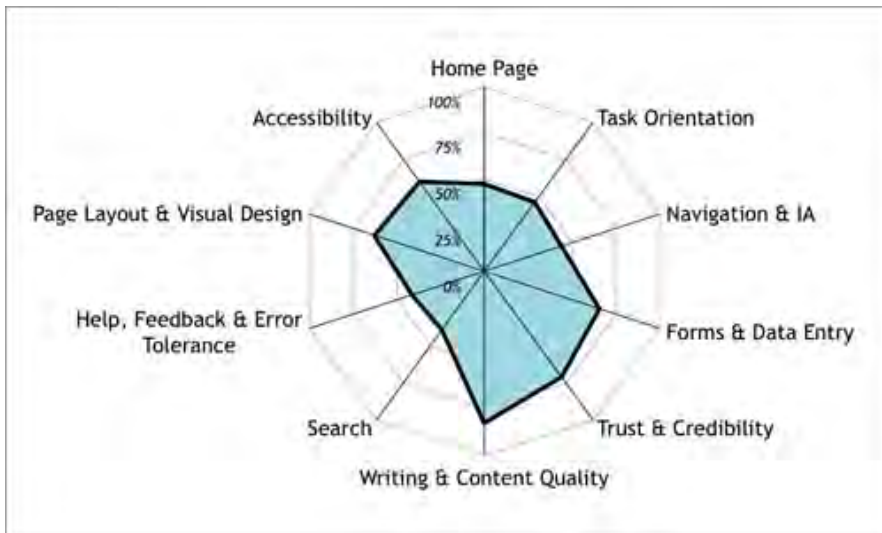 Home Page
Task Orientation
Navigation & IA
Forms & Data Entry
Trust & Credibility
Writing & Content Quality
Search
Help, Feedback & Error
Tolerance
Page Layout & Visual Design
Accessibility
100%
75%
50%
25%
0%